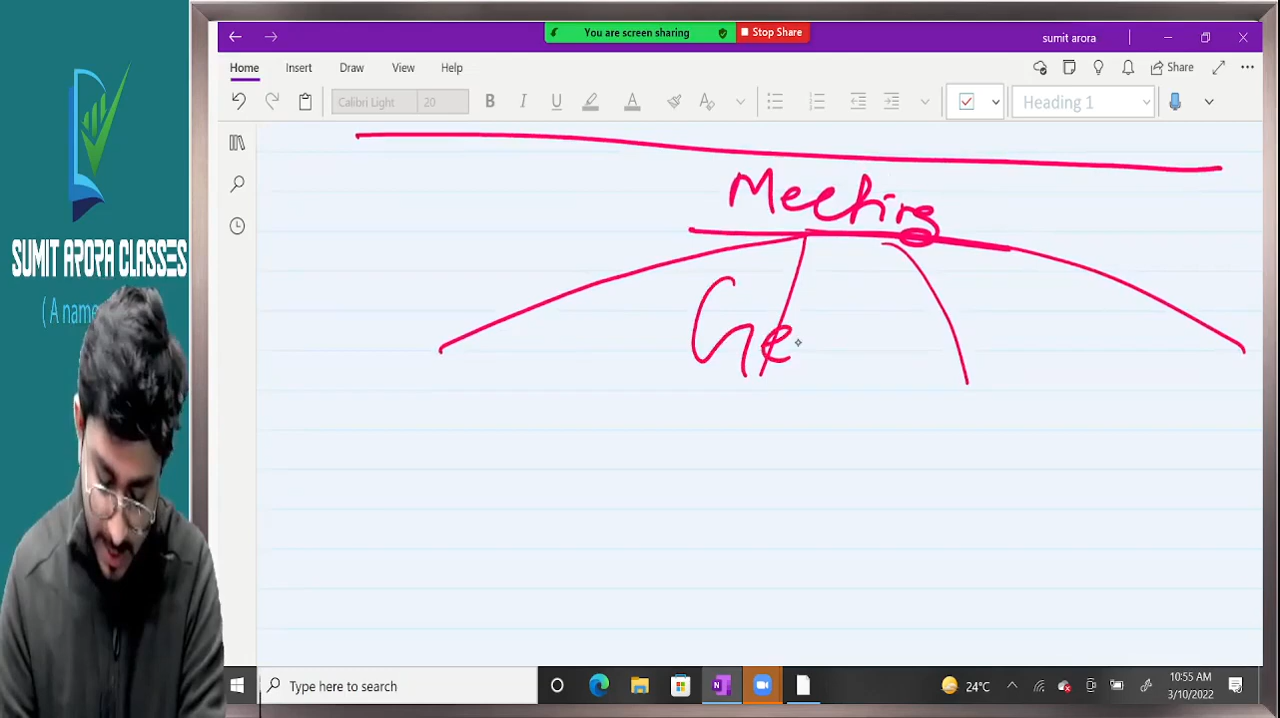 You are screen sharing Stop Share
sumit arora
Home Insert Draw View Help
Share
Calibri Light 20 B I U A A Heading 1
Meeting
Ge
SUMIT ARORA CLASSES
( A name
Type here to search
24°C
10:55 AM
3/10/2022